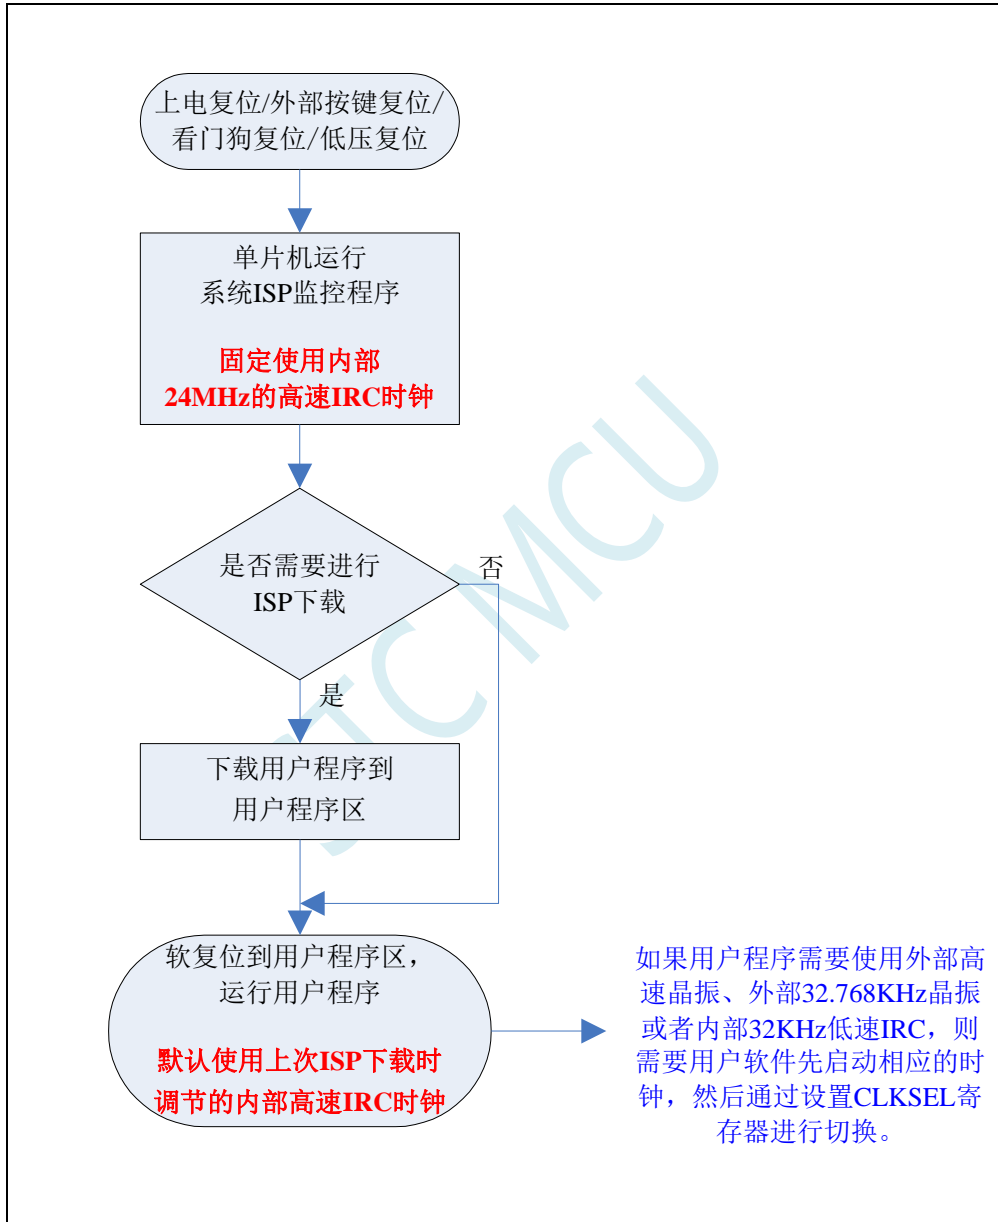 上电复位/外部按键复位/
看门狗复位/低压复位
单片机运行
系统ISP监控程序
固定使用内部
24MHz的高速IRC时钟
是否需要进行
ISP下载
否
是
下载用户程序到
用户程序区
软复位到用户程序区，
运行用户程序
默认使用上次ISP下载时
调节的内部高速IRC时钟
如果用户程序需要使用外部高
速晶振、外部32.768KHz晶振
或者内部32KHz低速IRC，则
需要用户软件先启动相应的时
钟，然后通过设置CLKSEL寄
存器进行切换。
STC MCU